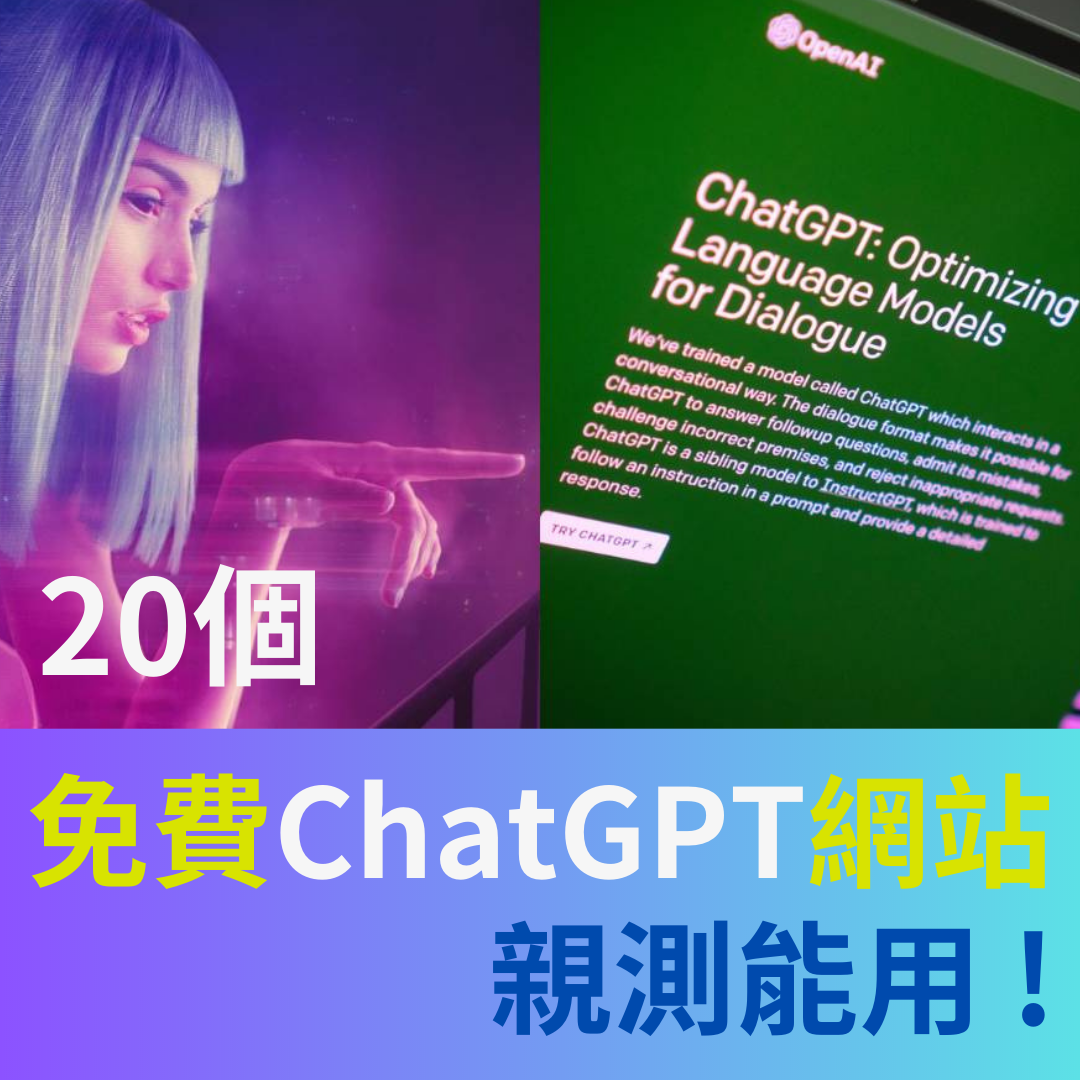 OpenAI
ChatGPT: Optimizing
Language Models
for Dialogue
We've trained a model called ChatGPT which interacts in a
conversational way. The dialogue format makes it possible for
ChatGPT to answer followup questions, admit its mistakes,
challenge incorrect premises, and reject inappropriate requests.
ChatGPT is a sibling model to InstructGPT, which is trained to
follow an instruction in a prompt and provide a detailed
response.
TRY CHATGPT ↗
20個
免費ChatGPT網站
親測能用！